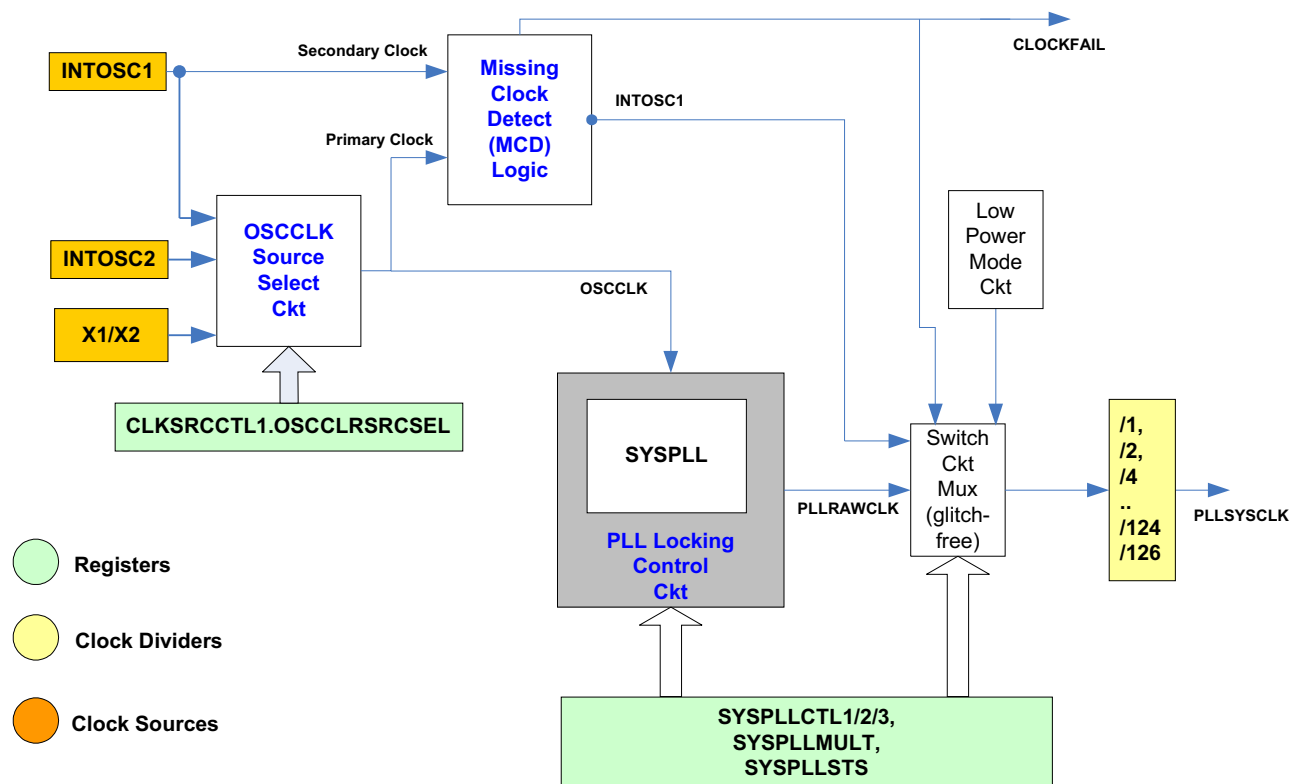 CLOCKFAIL
Secondary Clock
INTOSC1
Missing
Clock
Detect
(MCD)
Logic
INTOSC1
Primary Clock
OSCCLK
Source
Select
Ckt
INTOSC2
X1/X2
OSCCLK
Low
Power
Mode
Ckt
CLKSRCCTL1.OSCCLRSRCSEL
SYSPLL
PLL Locking
Control
Ckt
PLLRAWCLK
Switch
Ckt
Mux
(glitch-
free)
/1,
/2,
/4
..
/124
/126
PLLSYSCLK
Registers
Clock Dividers
Clock Sources
SYSPLLCTL1/2/3,
SYSPLLMULT,
SYSPLLSTS